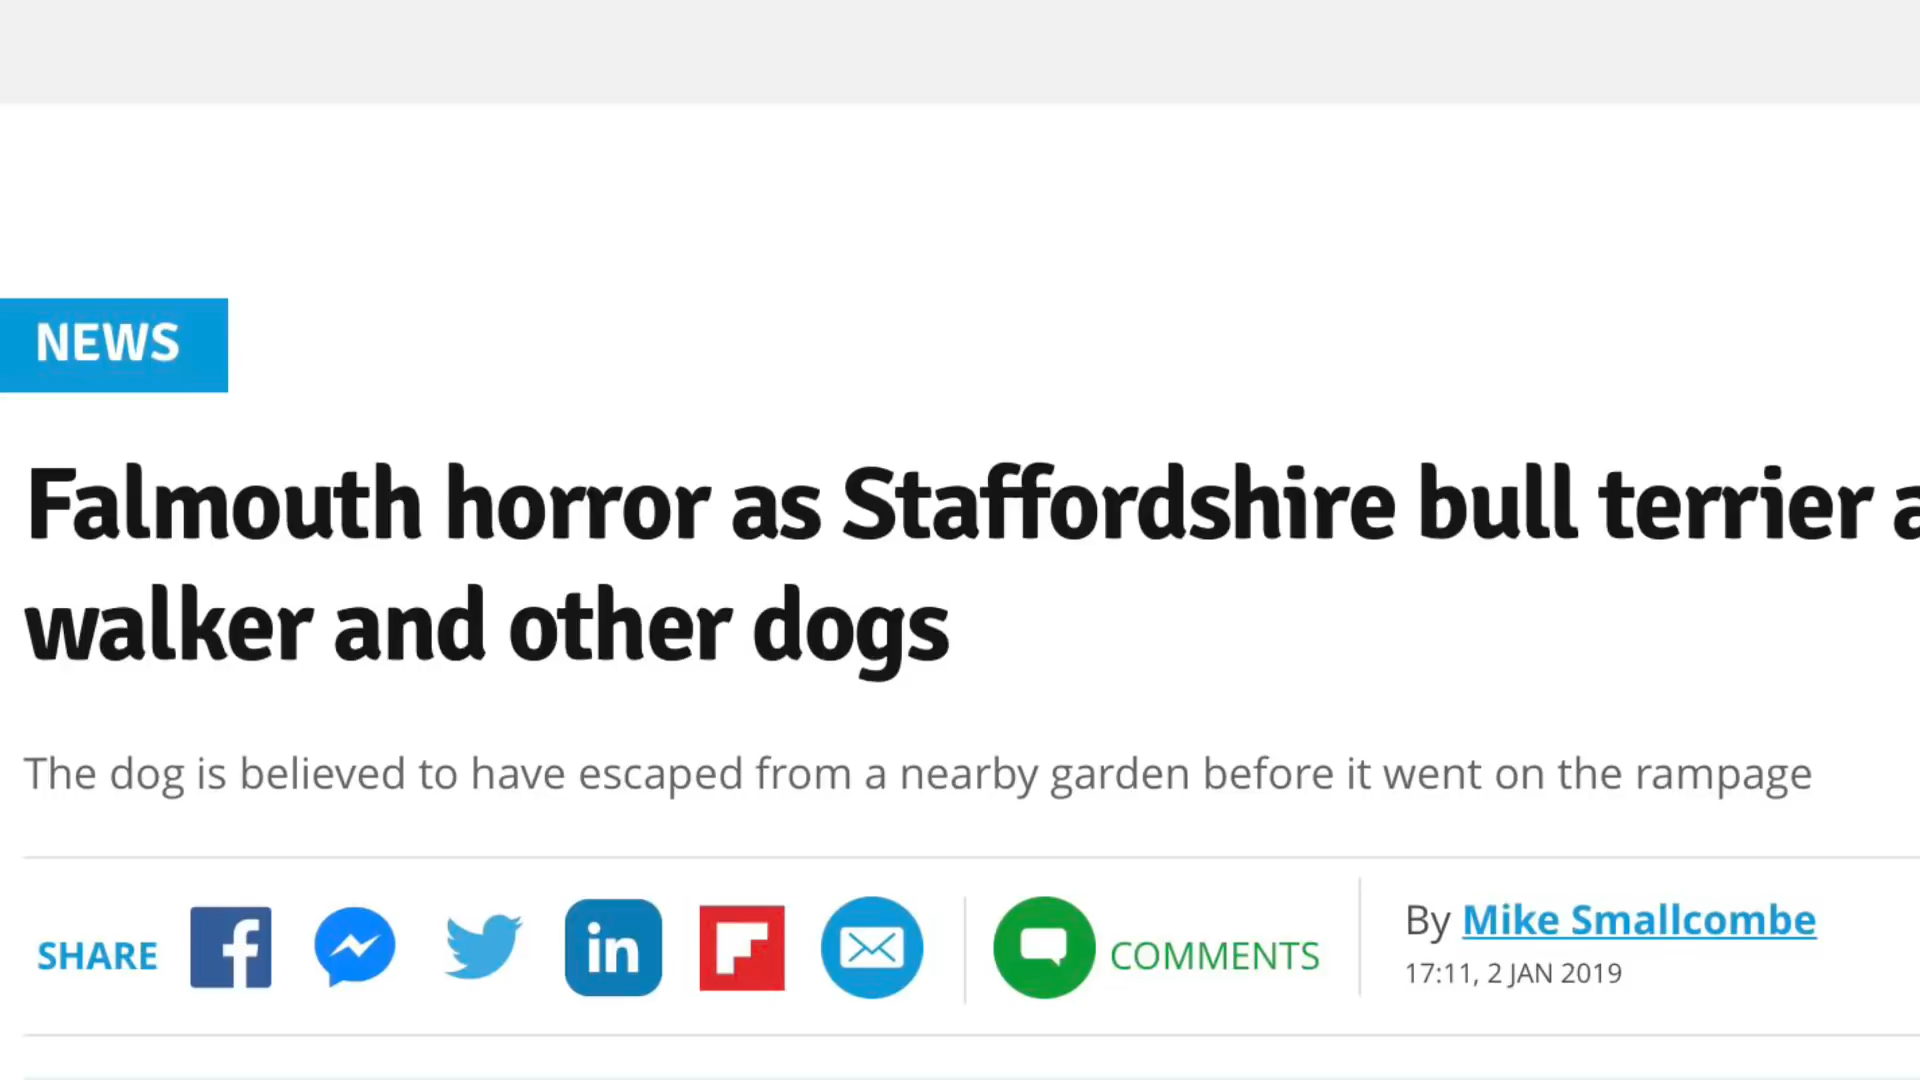 NEWS
Falmouth horror as Staffordshire bull terrier
walker and other dogs
The dog is believed to have escaped from a nearby garden before it went on the rampage
SHARE
in
COMMENTS
By Mike Smallcombe
17:11, 2 JAN 2019